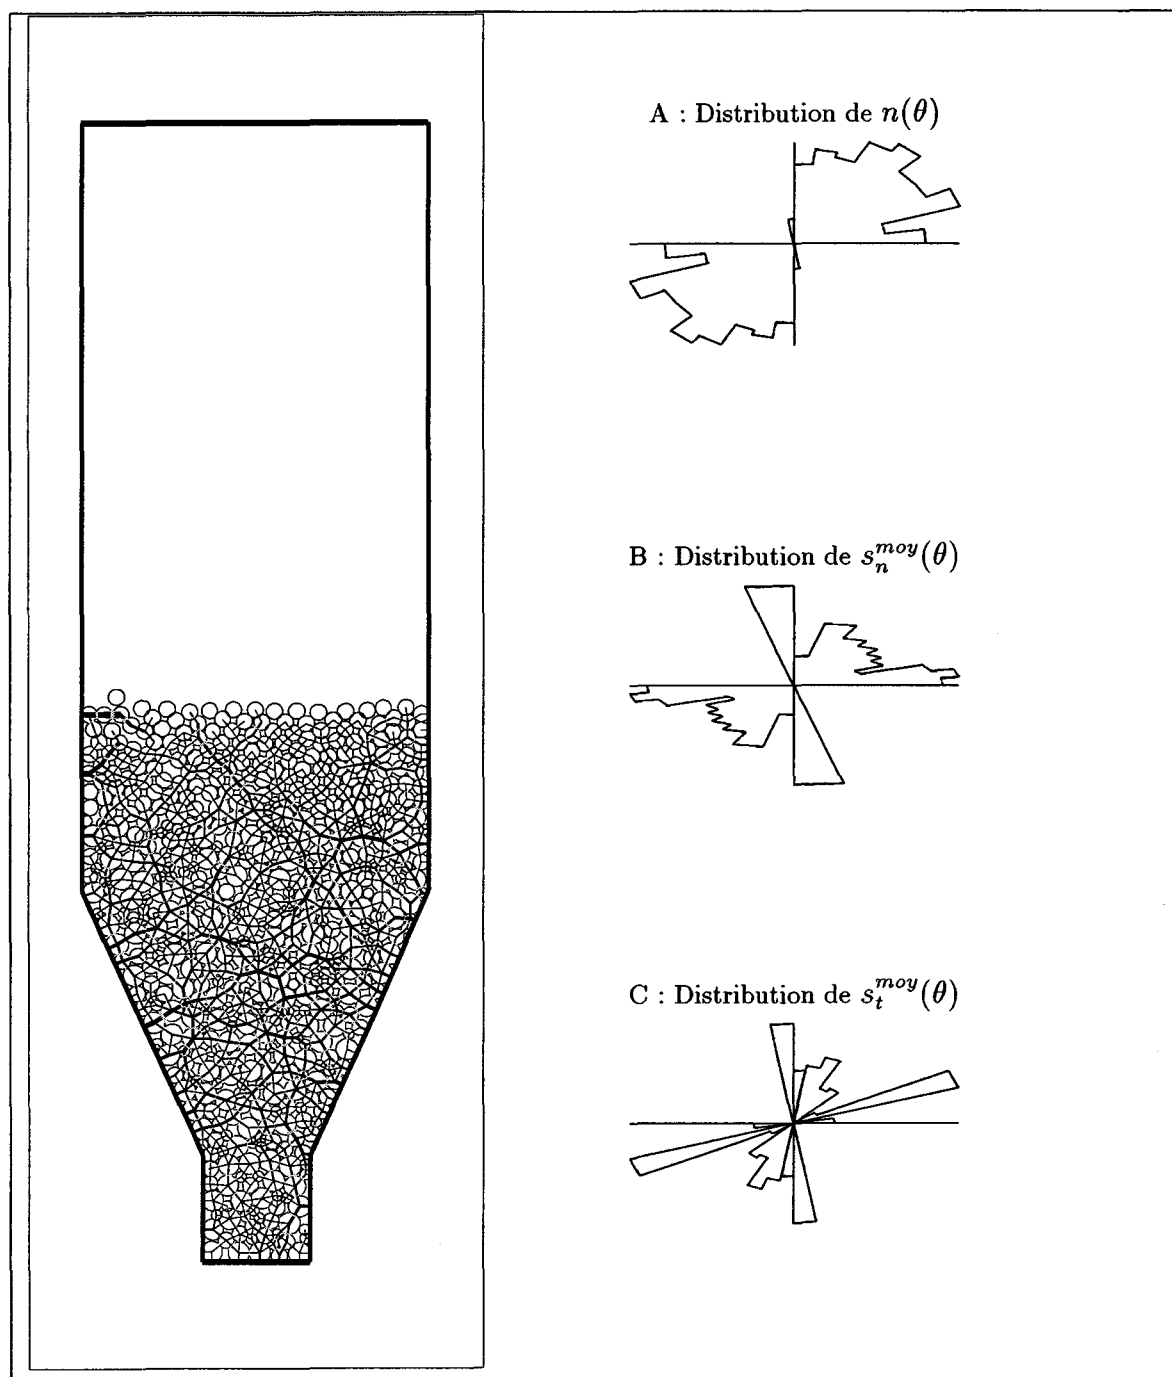 A : Distribution de n(θ)
B : Distribution de s_n^{moy}(θ)
C : Distribution de s_t^{moy}(θ)